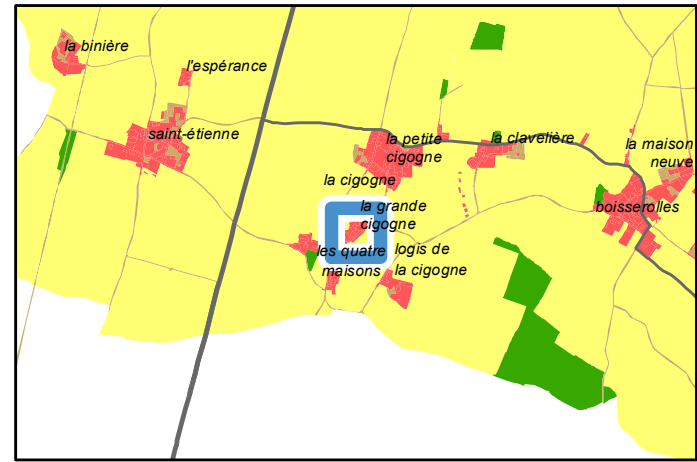 la binière
l'espérance
saint-étienne
la petite
cigogne
la clavelière
la maison
neuve
la cigogne
la grande
cigogne
boisserolles
les quatre
maisons
logis de
la cigogne